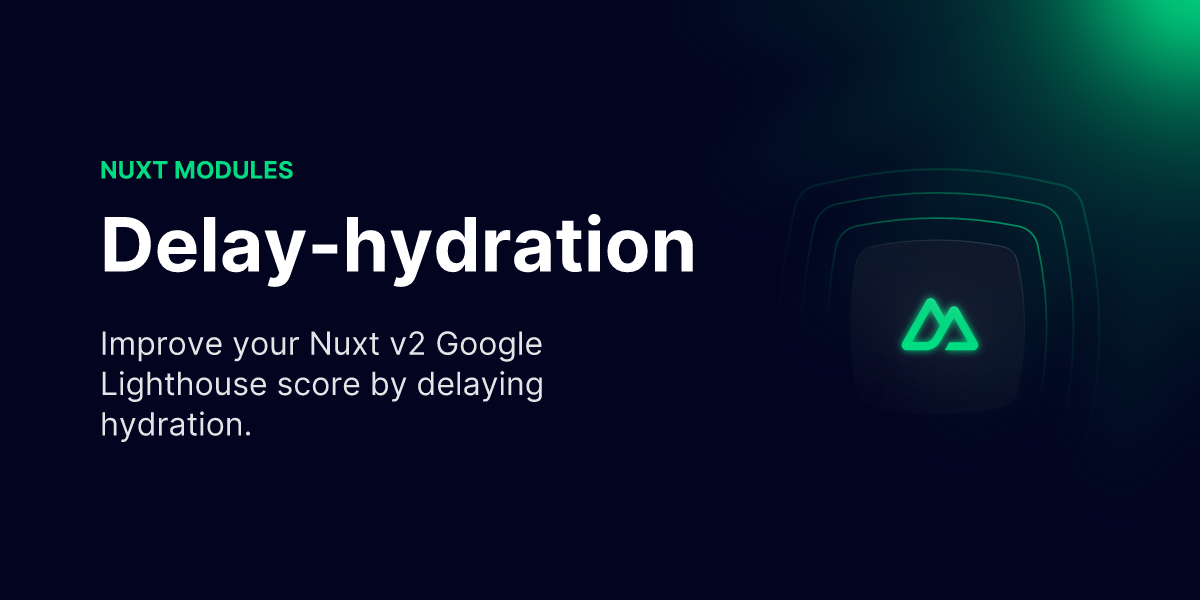 NUXT MODULES
Delay-hydration
Improve your Nuxt v2 Google
Lighthouse score by delaying
hydration.